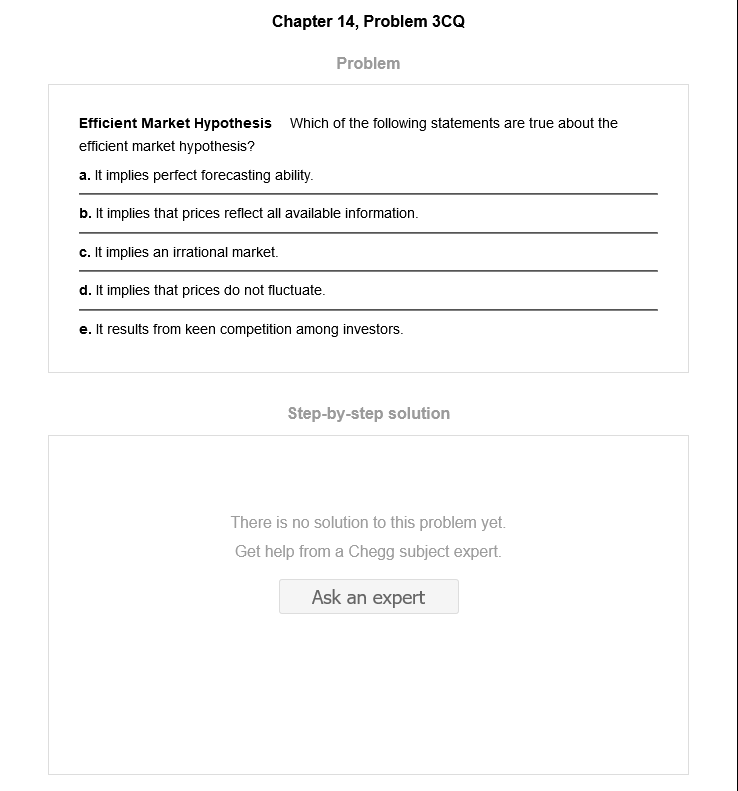 Chapter 14, Problem 3CQ
Problem
Efficient Market Hypothesis Which of the following statements are true about the
efficient market hypothesis?
a. It implies perfect forecasting ability.
b. It implies that prices reflect all available information.
c. It implies an irrational market.
d. It implies that prices do not fluctuate.
e. It results from keen competition among investors.
Step-by-step solution
There is no solution to this problem yet.
Get help from a Chegg subject expert.
Ask an expert